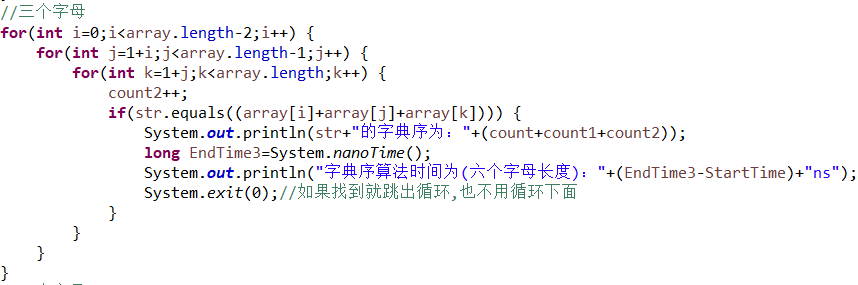 //三个字母
for(int i=0;i<array.length-2;i++) {
for(int j=1+i;j<array.length-1;j++) {
for(int k=1+j;k<array.length;k++) {
count2++;
if(str.equals((array[i]+array[j]+array[k]))) {
System.out.println(str+"的字典序为："+(count+count1+count2));
long EndTime3=System.nanoTime();
System.out.println("字典序算法时间为(六个字母长度)："+(EndTime3-StartTime)+"ns");
System.exit(0);//如果找到就跳出循环,也不用循环下面
}
}
}
}